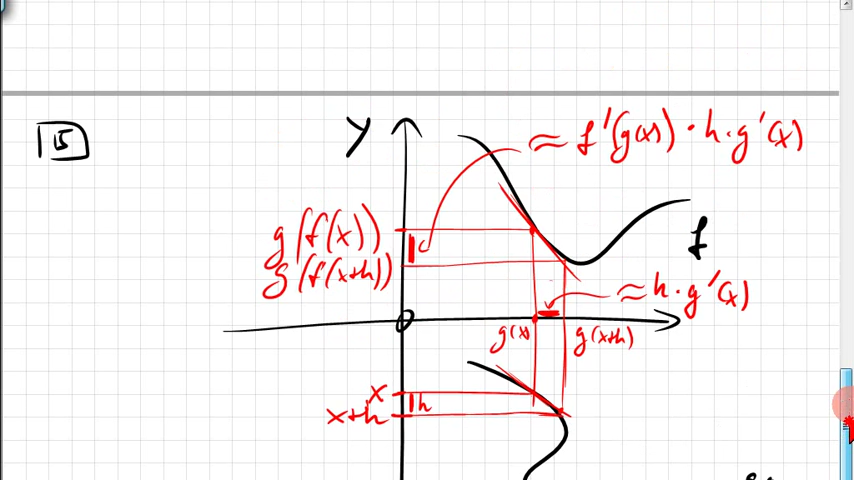 15
y
≈ f'(g(x)) · h · g'(x)
g(f(x))
g(f(x+h))
f
≈ h · g'(x)
0
g(x) g(x+h)
x
h
x+h